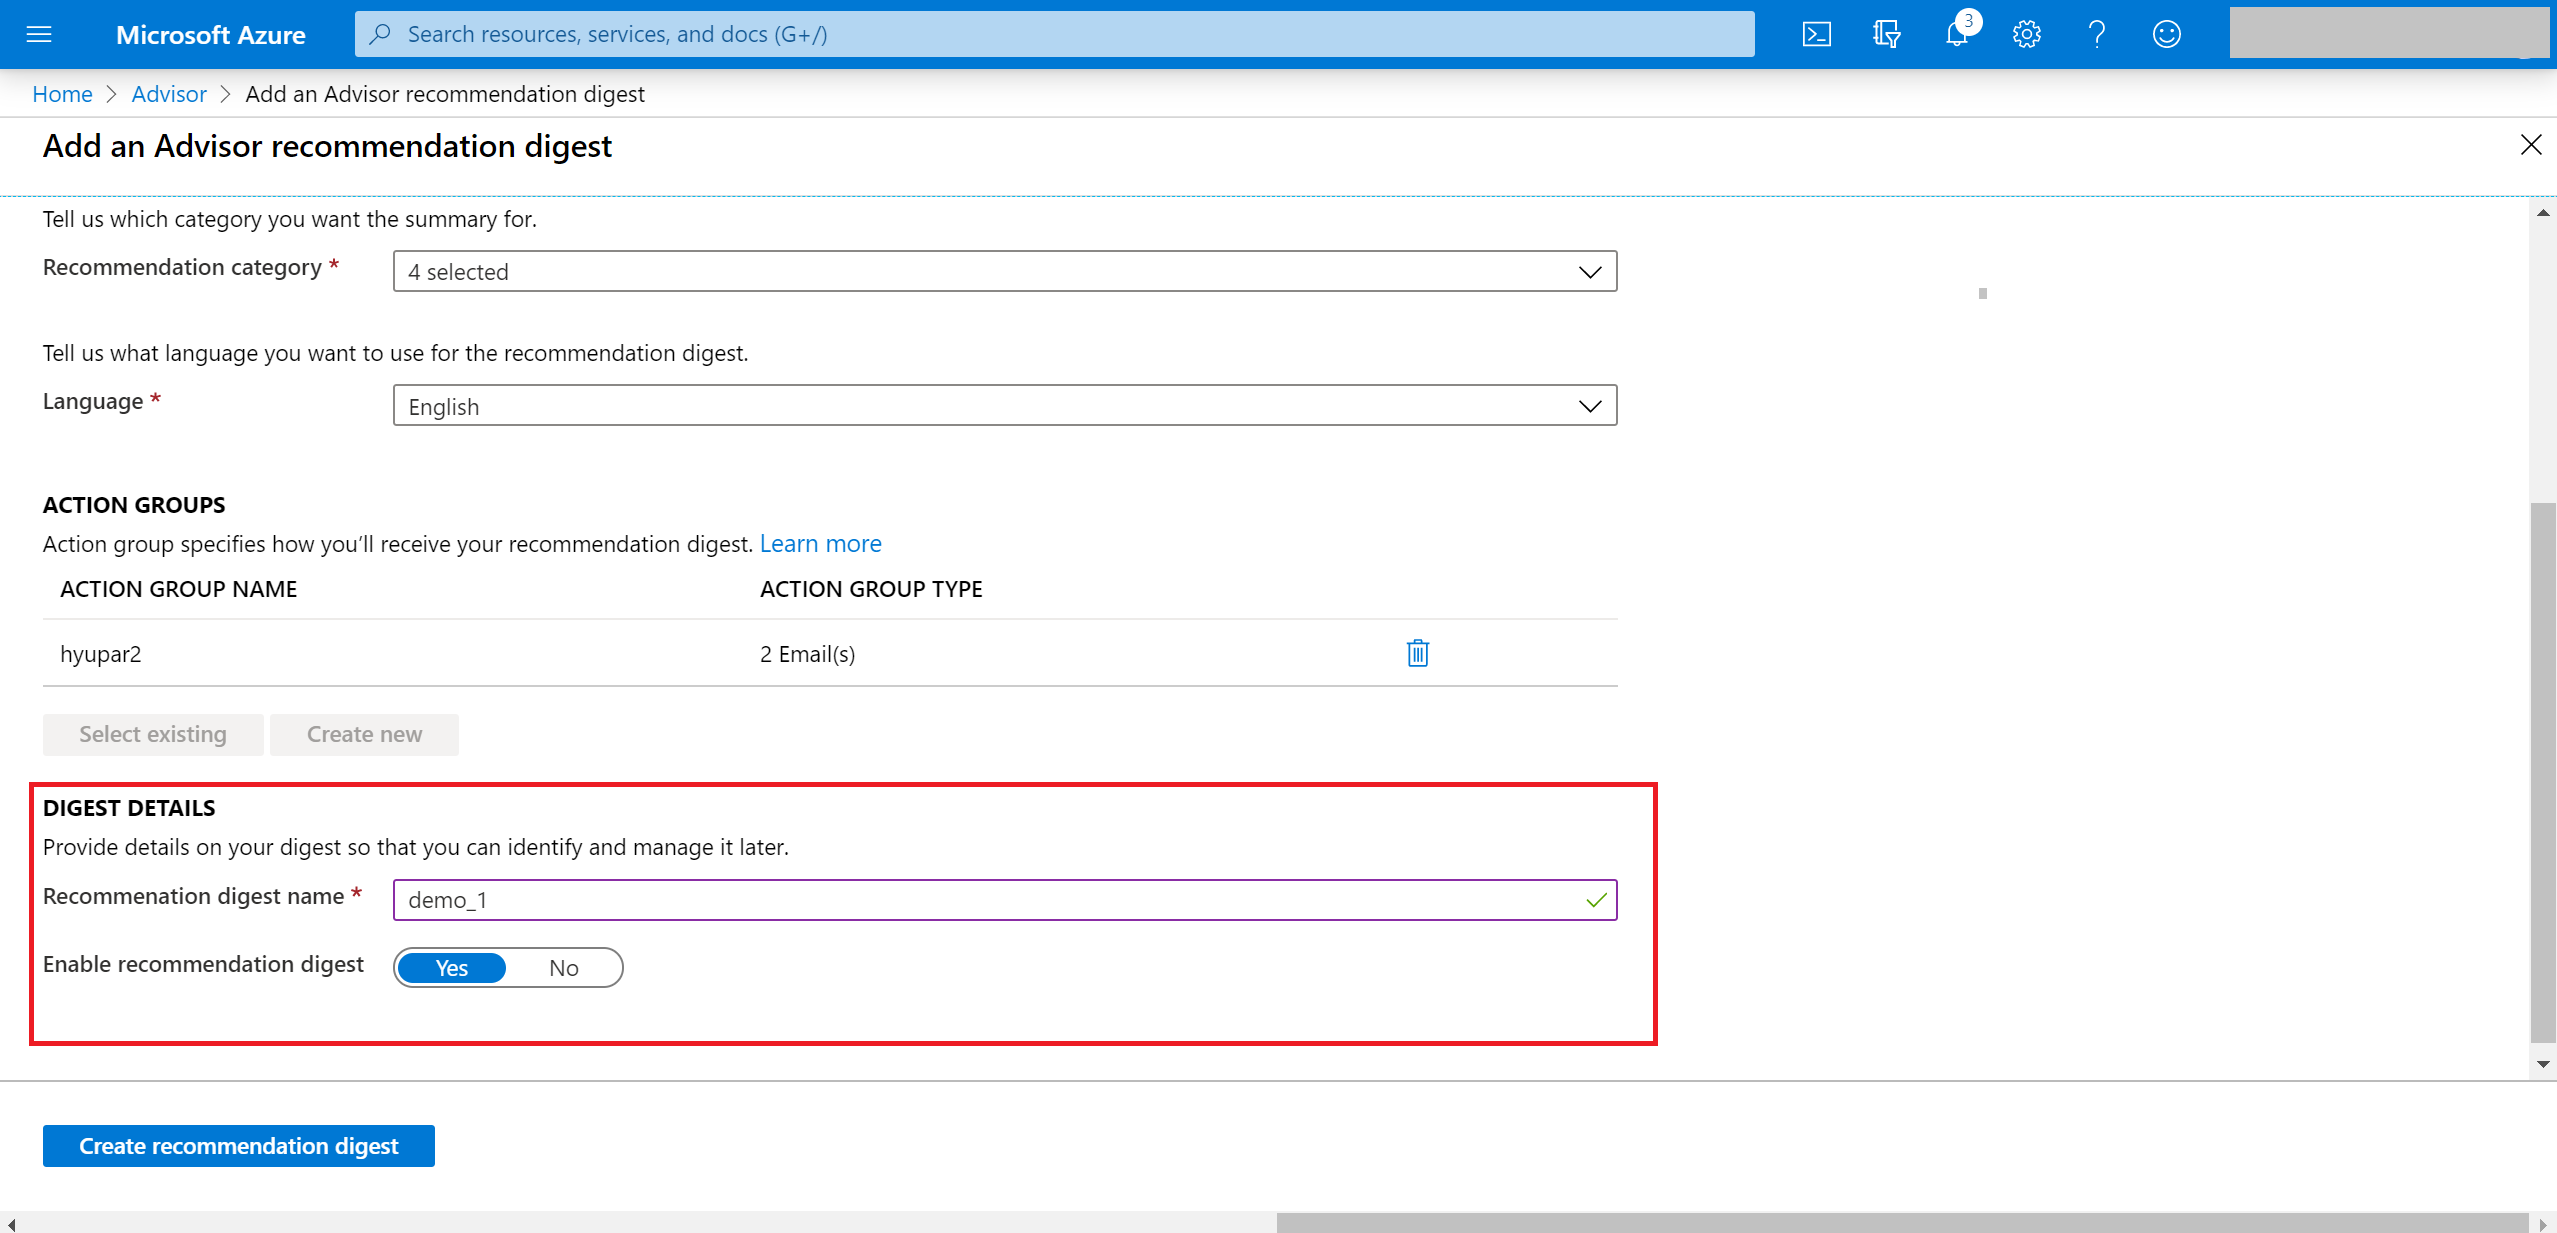 Microsoft Azure
Search resources, services, and docs (G+/)
3
Home > Advisor > Add an Advisor recommendation digest
Add an Advisor recommendation digest
Tell us which category you want the summary for.
Recommendation category *
4 selected
Tell us what language you want to use for the recommendation digest.
Language *
English
ACTION GROUPS
Action group specifies how you’ll receive your recommendation digest. Learn more
ACTION GROUP NAME
ACTION GROUP TYPE
hyupar2
2 Email(s)
Select existing
Create new
DIGEST DETAILS
Provide details on your digest so that you can identify and manage it later.
Recommenation digest name *
demo_1
Enable recommendation digest
Yes
No
Create recommendation digest